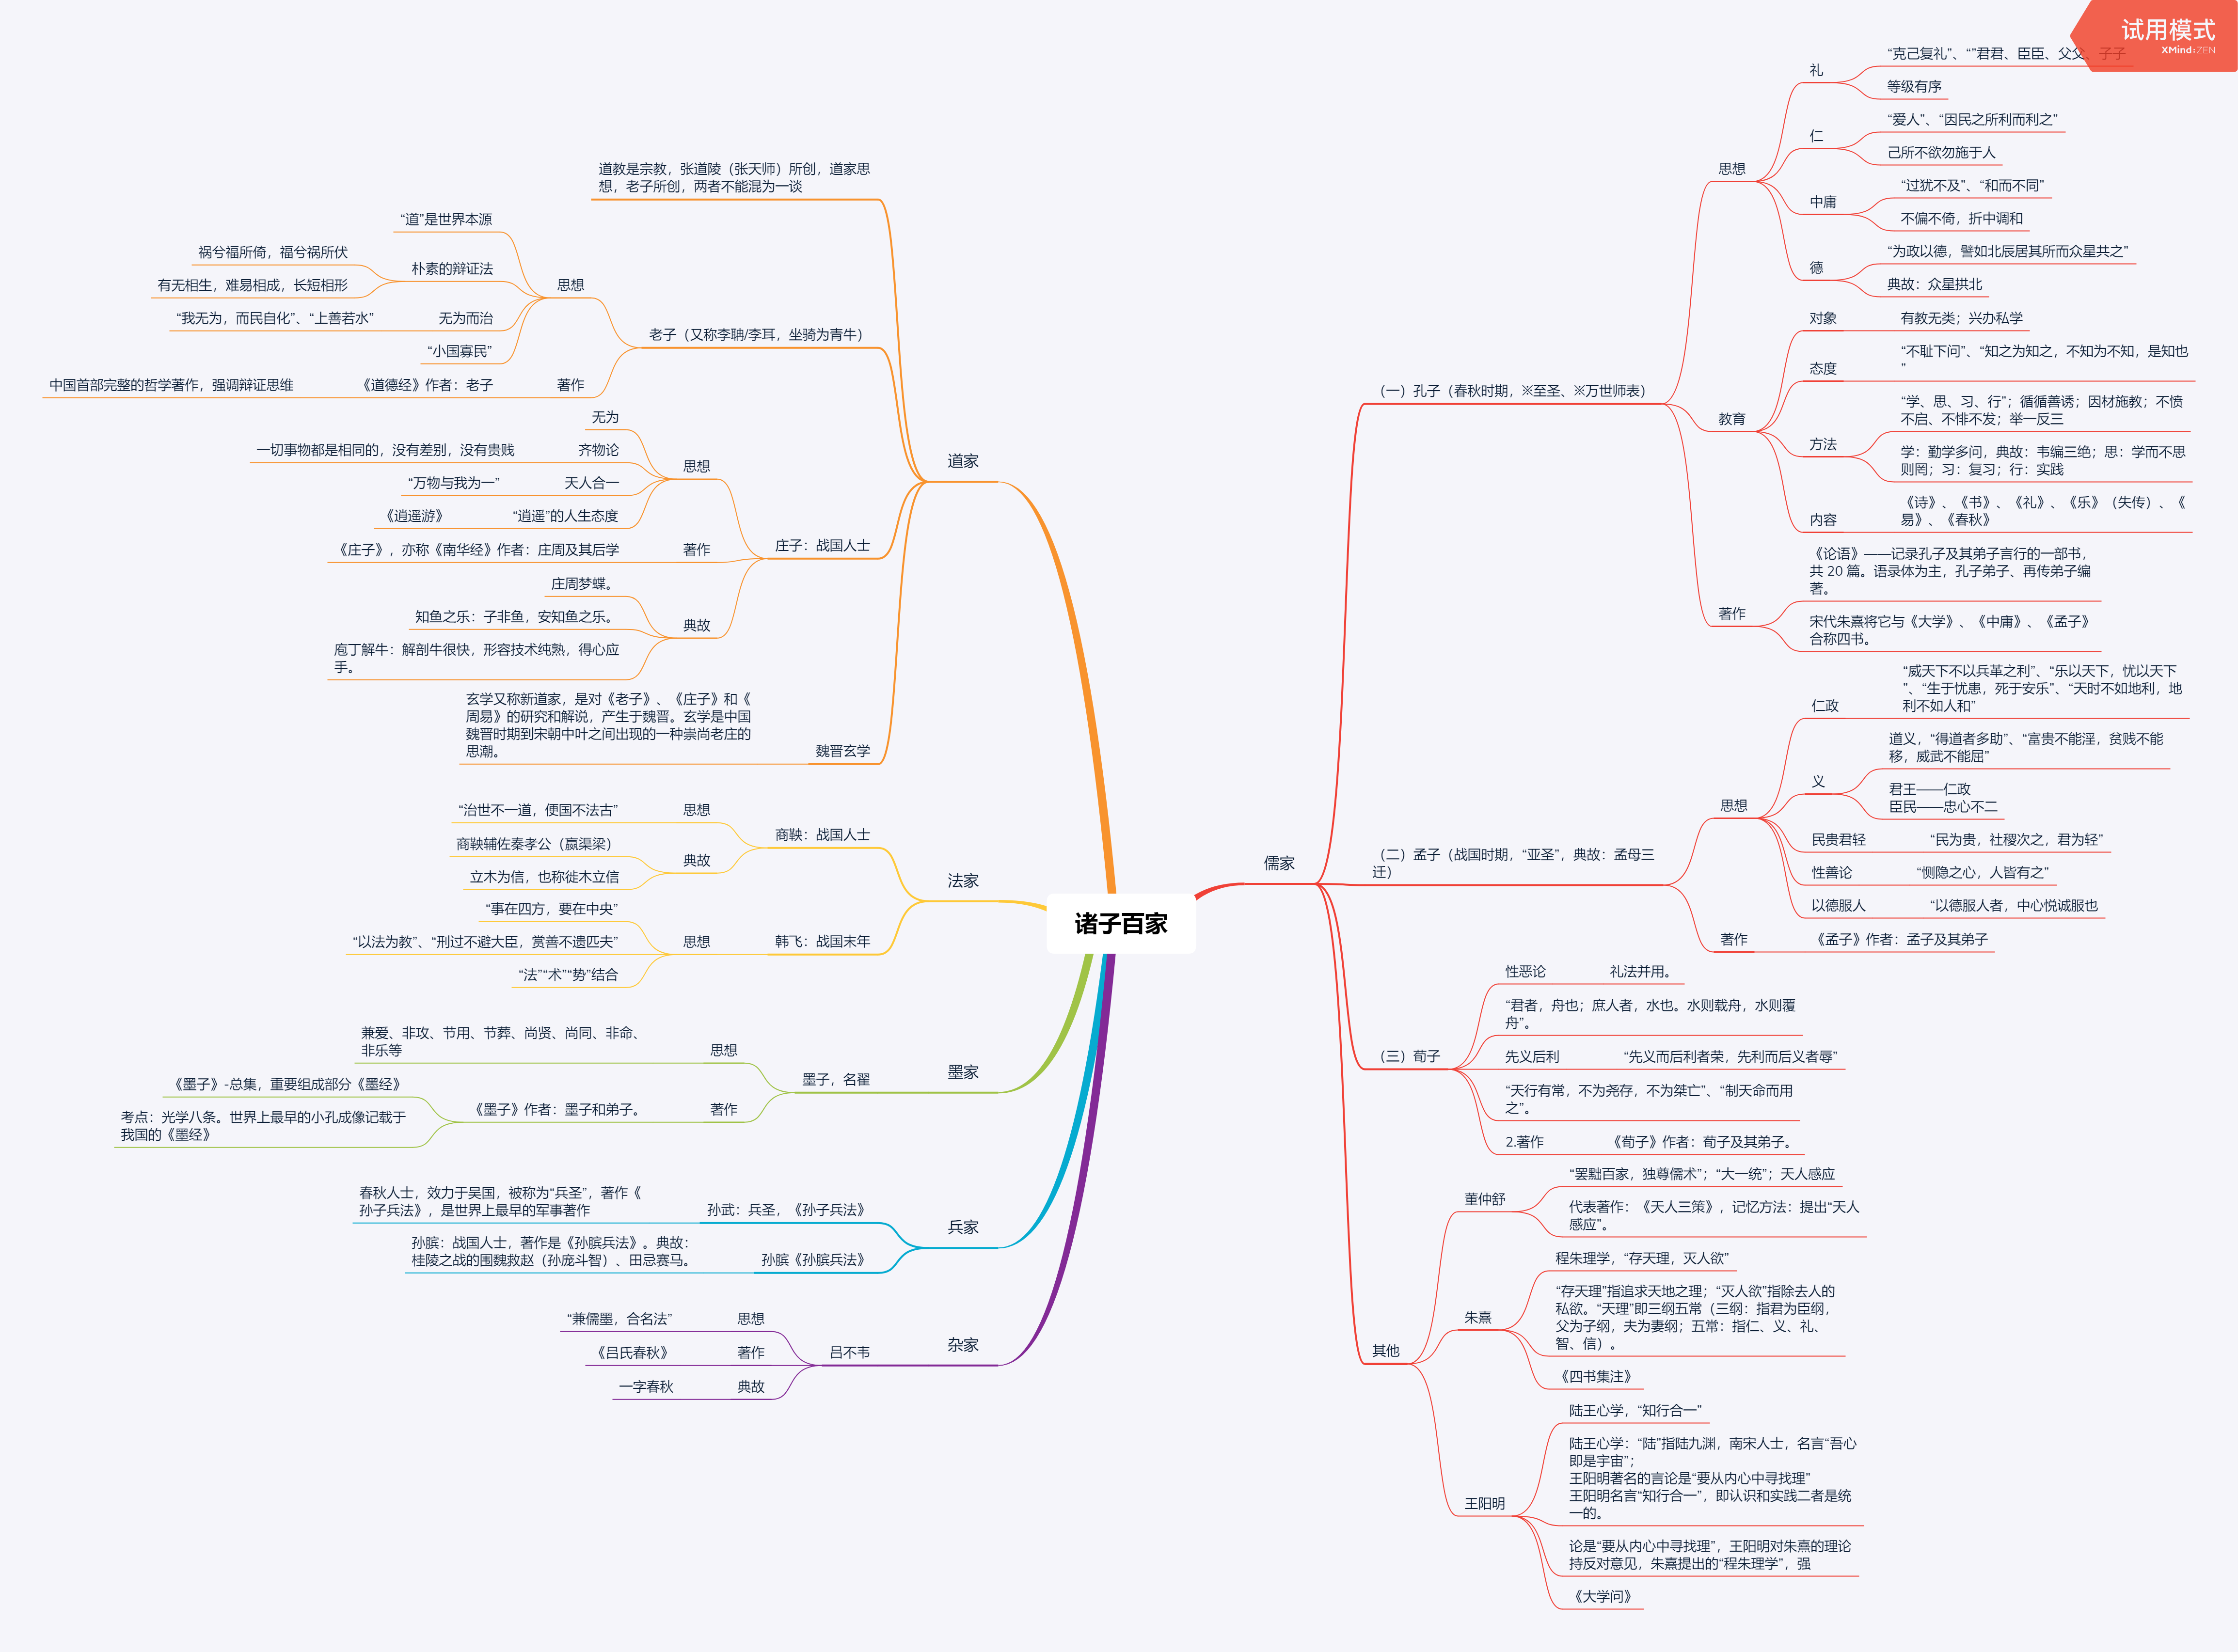 试用模式
XMind:ZEN
诸子百家
儒家
（一）孔子（春秋时期，※至圣、※万世师表）
思想
礼
“克己复礼”、“”君君、臣臣、父父、子子
等级有序
仁
“爱人”、“因民之所利而利之”
己所不欲勿施于人
中庸
“过犹不及”、“和而不同”
不偏不倚，折中调和
德
“为政以德，譬如北辰居其所而众星共之”
典故：众星拱北
教育
对象
有教无类；兴办私学
态度
“不耻下问”、“知之为知之，不知为不知，是知也
”
方法
“学、思、习、行”；循循善诱；因材施教；不愤
不启、不悱不发；举一反三
学：勤学多问，典故：韦编三绝；思：学而不思
则罔；习：复习；行：实践
内容
《诗》、《书》、《礼》、《乐》（失传）、《
易》、《春秋》
著作
《论语》——记录孔子及其弟子言行的一部书，
共 20 篇。语录体为主，孔子弟子、再传弟子编
著。
宋代朱熹将它与《大学》、《中庸》、《孟子》
合称四书。
（二）孟子（战国时期，“亚圣”，典故：孟母三
迁）
思想
仁政
“威天下不以兵革之利”、“乐以天下，忧以天下
”、“生于忧患，死于安乐”、“天时不如地利，地
利不如人和”
义
道义，“得道者多助”、“富贵不能淫，贫贱不能
移，威武不能屈”
君王——仁政
臣民——忠心不二
民贵君轻
“民为贵，社稷次之，君为轻”
性善论
“恻隐之心，人皆有之”
以德服人
“以德服人者，中心悦诚服也
著作
《孟子》作者：孟子及其弟子
（三）荀子
性恶论
礼法并用。
“君者，舟也；庶人者，水也。水则载舟，水则覆
舟”。
先义后利
“先义而后利者荣，先利而后义者辱”
“天行有常，不为尧存，不为桀亡”、“制天命而用
之”。
2.著作
《荀子》作者：荀子及其弟子。
其他
董仲舒
“罢黜百家，独尊儒术”；“大一统”；天人感应
代表著作：《天人三策》，记忆方法：提出“天人
感应”。
朱熹
程朱理学，“存天理，灭人欲”
“存天理”指追求天地之理；“灭人欲”指除去人的
私欲。“天理”即三纲五常（三纲：指君为臣纲，
父为子纲，夫为妻纲；五常：指仁、义、礼、
智、信）。
《四书集注》
王阳明
陆王心学，“知行合一”
陆王心学：“陆”指陆九渊，南宋人士，名言“吾心
即是宇宙”；
王阳明著名的言论是“要从内心中寻找理”
王阳明名言“知行合一”，即认识和实践二者是统
一的。
论是“要从内心中寻找理”，王阳明对朱熹的理论
持反对意见，朱熹提出的“程朱理学”，强
《大学问》
道家
道教是宗教，张道陵（张天师）所创，道家思
想，老子所创，两者不能混为一谈
老子（又称李聃/李耳，坐骑为青牛）
思想
“道”是世界本源
朴素的辩证法
祸兮福所倚，福兮祸所伏
有无相生，难易相成，长短相形
无为而治
“我无为，而民自化”、“上善若水”
“小国寡民”
著作
《道德经》作者：老子
中国首部完整的哲学著作，强调辩证思维
庄子：战国人士
思想
无为
齐物论
一切事物都是相同的，没有差别，没有贵贱
天人合一
“万物与我为一”
“逍遥”的人生态度
《逍遥游》
著作
《庄子》，亦称《南华经》作者：庄周及其后学
典故
庄周梦蝶。
知鱼之乐：子非鱼，安知鱼之乐。
庖丁解牛：解剖牛很快，形容技术纯熟，得心应
手。
魏晋玄学
玄学又称新道家，是对《老子》、《庄子》和《
周易》的研究和解说，产生于魏晋。玄学是中国
魏晋时期到宋朝中叶之间出现的一种崇尚老庄的
思潮。
法家
商鞅：战国人士
思想
“治世不一道，便国不法古”
典故
商鞅辅佐秦孝公（嬴渠梁）
立木为信，也称徙木立信
韩飞：战国末年
思想
“事在四方，要在中央”
“以法为教”、“刑过不避大臣，赏善不遗匹夫”
“法”“术”“势”结合
墨家
墨子，名翟
思想
兼爱、非攻、节用、节葬、尚贤、尚同、非命、
非乐等
著作
《墨子》作者：墨子和弟子。
《墨子》-总集，重要组成部分《墨经》
考点：光学八条。世界上最早的小孔成像记载于
我国的《墨经》
兵家
孙武：兵圣，《孙子兵法》
春秋人士，效力于吴国，被称为“兵圣”，著作《
孙子兵法》，是世界上最早的军事著作
孙膑《孙膑兵法》
孙膑：战国人士，著作是《孙膑兵法》。典故：
桂陵之战的围魏救赵（孙庞斗智）、田忌赛马。
杂家
吕不韦
思想
“兼儒墨，合名法”
著作
《吕氏春秋》
典故
一字春秋